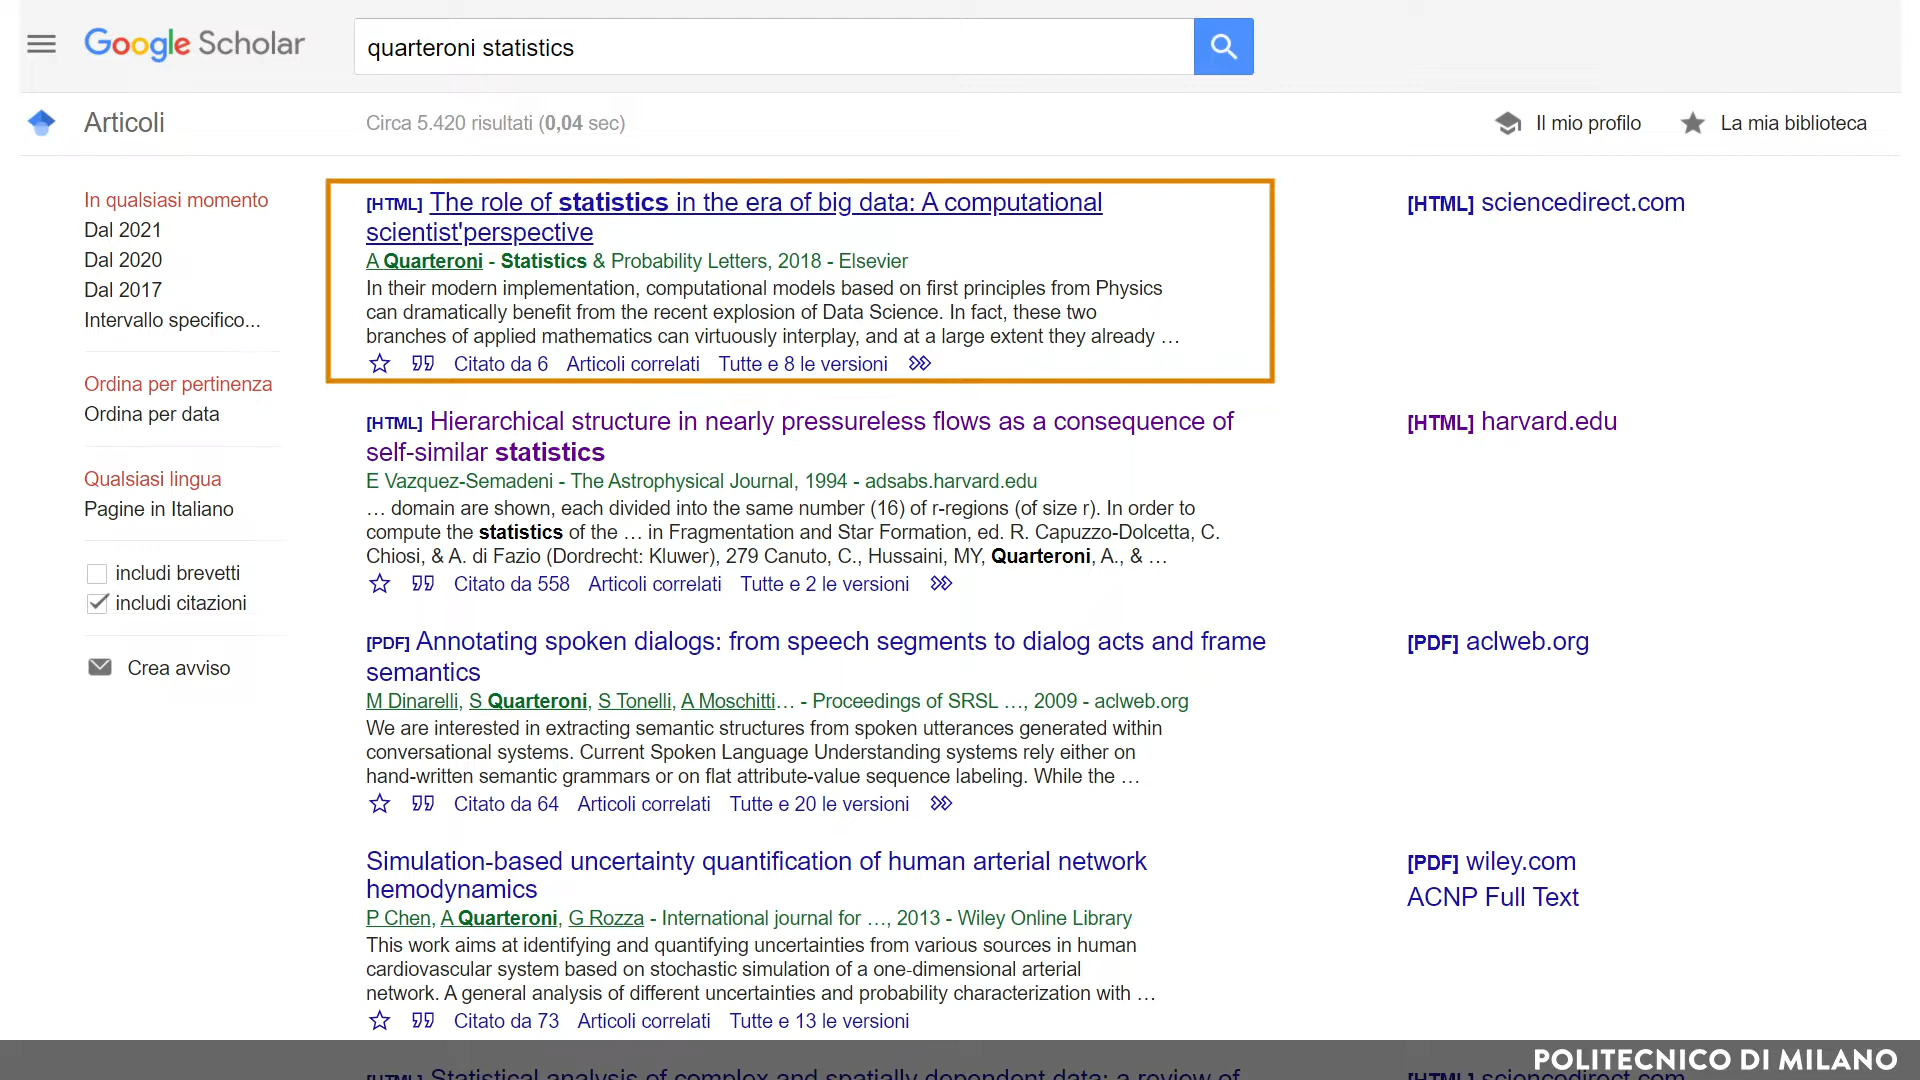 Google Scholar
quarteroni statistics
Articoli
Circa 5.420 risultati (0,04 sec)
Il mio profilo
La mia biblioteca
In qualsiasi momento
Dal 2021
Dal 2020
Dal 2017
Intervallo specifico...
Ordina per pertinenza
Ordina per data
Qualsiasi lingua
Pagine in Italiano
includi brevetti
includi citazioni
Crea avviso
[HTML] The role of statistics in the era of big data: A computational
scientist'perspective
A Quarteroni - Statistics & Probability Letters, 2018 - Elsevier
In their modern implementation, computational models based on first principles from Physics
can dramatically benefit from the recent explosion of Data Science. In fact, these two
branches of applied mathematics can virtuously interplay, and at a large extent they already …
Citato da 6 Articoli correlati Tutte e 8 le versioni
[HTML] sciencedirect.com
[HTML] Hierarchical structure in nearly pressureless flows as a consequence of
self-similar statistics
E Vazquez-Semadeni - The Astrophysical Journal, 1994 - adsabs.harvard.edu
… domain are shown, each divided into the same number (16) of r-regions (of size r). In order to
compute the statistics of the … in Fragmentation and Star Formation, ed. R. Capuzzo-Dolcetta, C.
Chiosi, & A. di Fazio (Dordrecht: Kluwer), 279 Canuto, C., Hussaini, MY, Quarteroni, A., & …
Citato da 558 Articoli correlati Tutte e 2 le versioni
[HTML] harvard.edu
[PDF] Annotating spoken dialogs: from speech segments to dialog acts and frame
semantics
M Dinarelli, S Quarteroni, S Tonelli, A Moschitti… - Proceedings of SRSL …, 2009 - aclweb.org
We are interested in extracting semantic structures from spoken utterances generated within
conversational systems. Current Spoken Language Understanding systems rely either on
hand-written semantic grammars or on flat attribute-value sequence labeling. While the …
Citato da 64 Articoli correlati Tutte e 20 le versioni
[PDF] aclweb.org
Simulation-based uncertainty quantification of human arterial network
hemodynamics
P Chen, A Quarteroni, G Rozza - International journal for …, 2013 - Wiley Online Library
This work aims at identifying and quantifying uncertainties from various sources in human
cardiovascular system based on stochastic simulation of a one-dimensional arterial
network. A general analysis of different uncertainties and probability characterization with …
Citato da 73 Articoli correlati Tutte e 13 le versioni
[PDF] wiley.com
ACNP Full Text
[HTML] Statistical analysis of complex and spatially dependent data: a review of
[HTML] sciencedirect.com
POLITECNICO DI MILANO